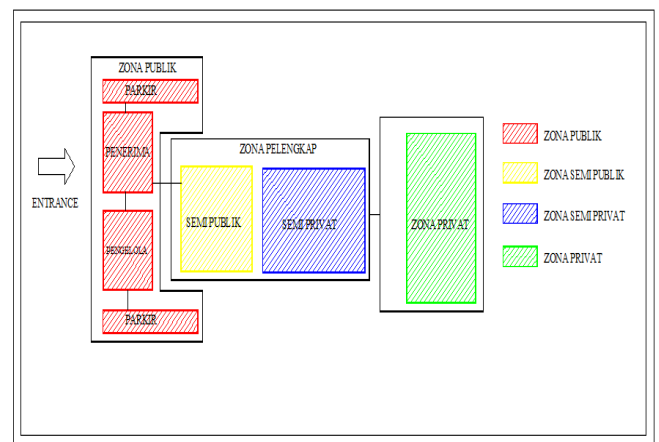 ZONA PUBLIK
PARKIR
PENERIMA
ENTRANCE
PENGELOLA
PARKIR
ZONA PELENGKAP
SEMI PUBLIK
SEMI PRIVAT
ZONA PRIVAT
ZONA PUBLIK
ZONA SEMI PUBLIK
ZONA SEMI PRIVAT
ZONA PRIVAT